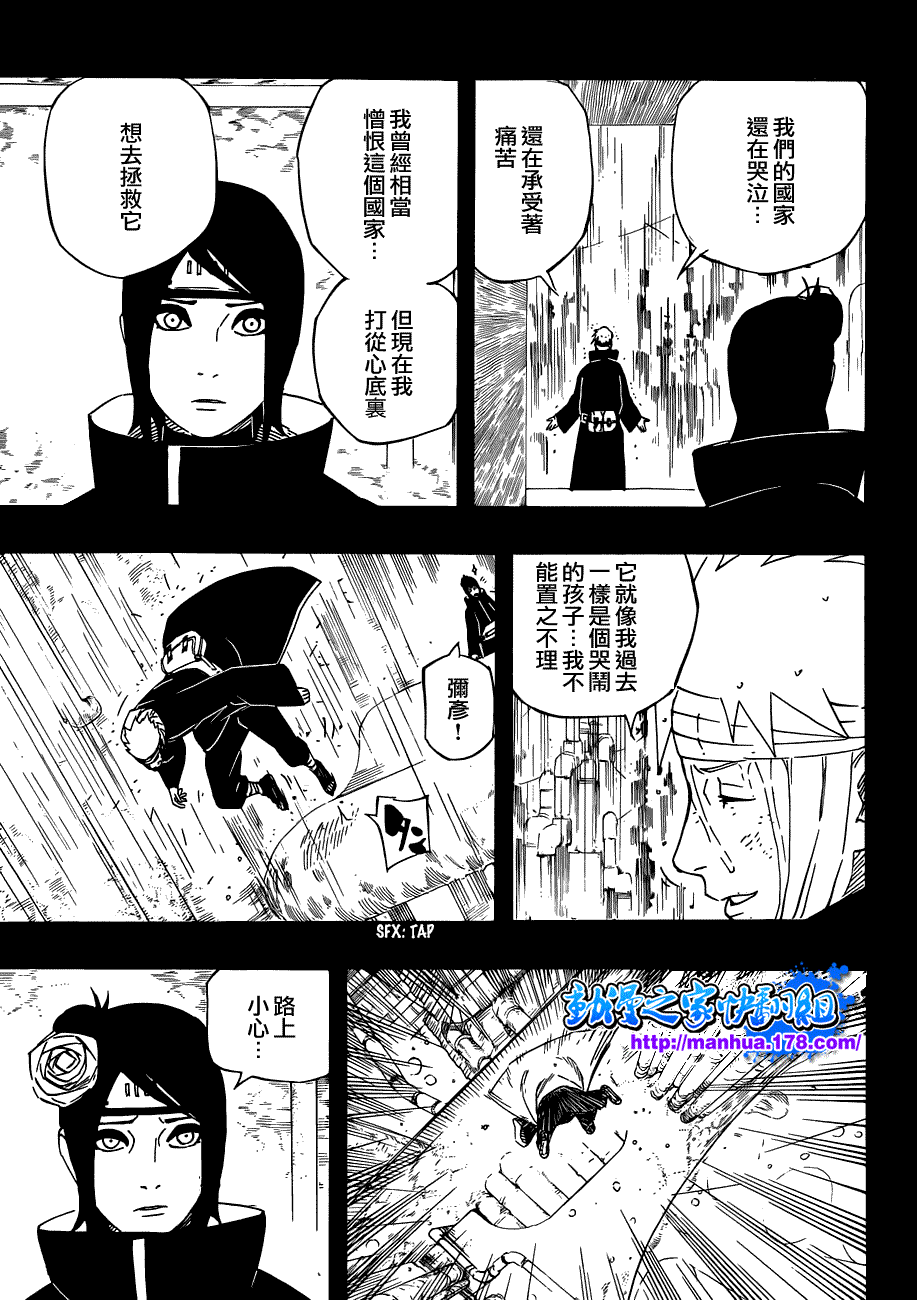 我們的國家
還在哭泣…
還在承受著
痛苦
我曾經相當
憎恨這個國家…
但現在我
打從心底裏
想去拯救它
它就像我過去
一樣是個哭鬧
的孩子…我不
能置之不理
彌彥！
タン
SFX: TAP
動漫之家快翻組
http://manhua.178.com/
路上
小心…